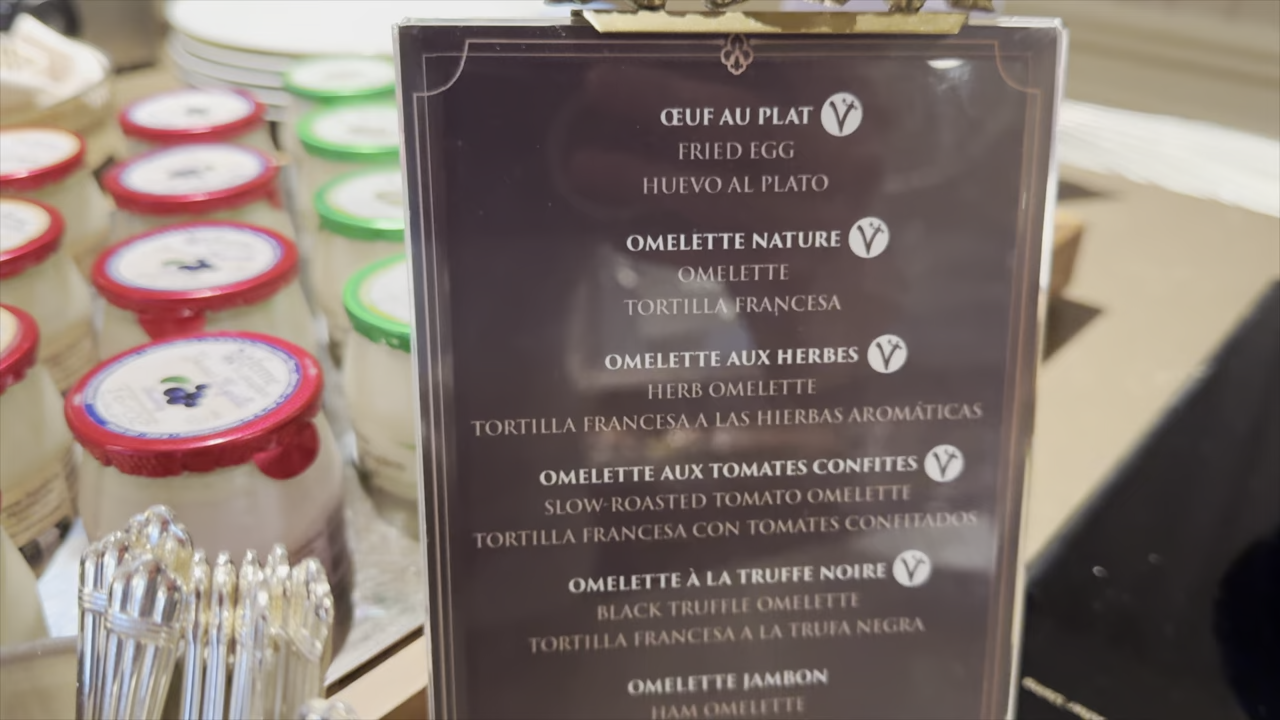 ŒUF AU PLAT V
FRIED EGG
HUEVO AL PLATO
OMELETTE NATURE V
OMELETTE
TORTILLA FRANCESA
OMELETTE AUX HERBES V
HERB OMELETTE
TORTILLA FRANCESA A LAS HIERBAS AROMÁTICAS
OMELETTE AUX TOMATES CONFITES V
SLOW-ROASTED TOMATO OMELETTE
TORTILLA FRANCESA CON TOMATES CONFITADOS
OMELETTE À LA TRUFFE NOIRE V
BLACK TRUFFLE OMELETTE
TORTILLA FRANCESA A LA TRUFA NEGRA
OMELETTE JAMBON
HAM OMELETTE